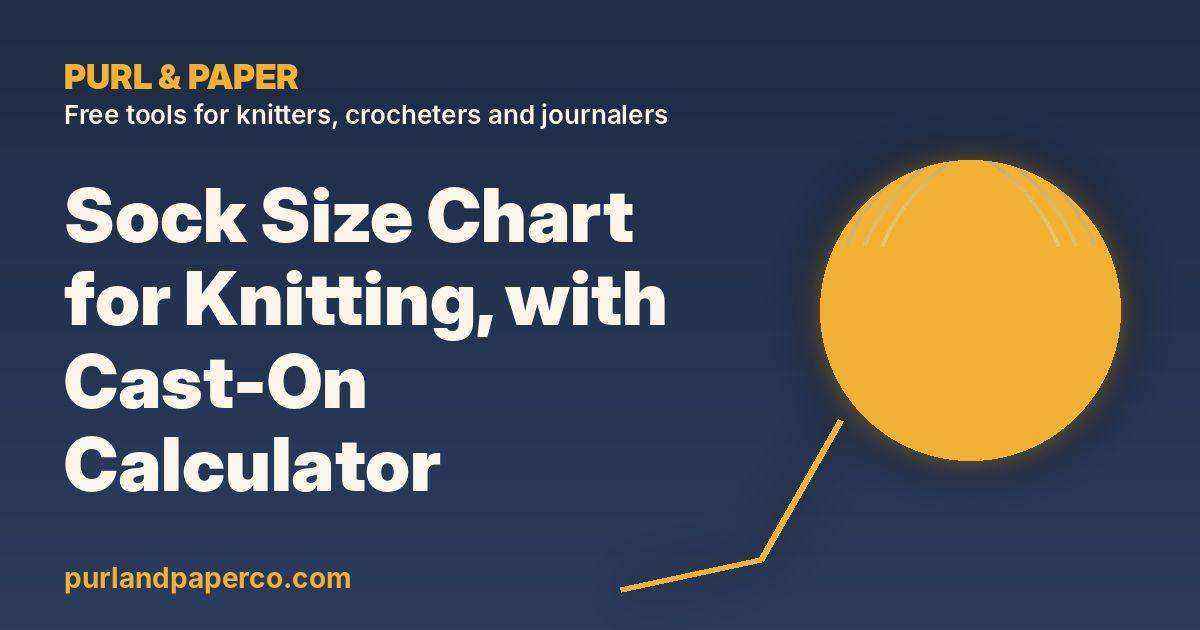 PURL & PAPER
Free tools for knitters, crocheters and journalers
Sock Size Chart
for Knitting, with
Cast-On
Calculator
purlandpaperco.com